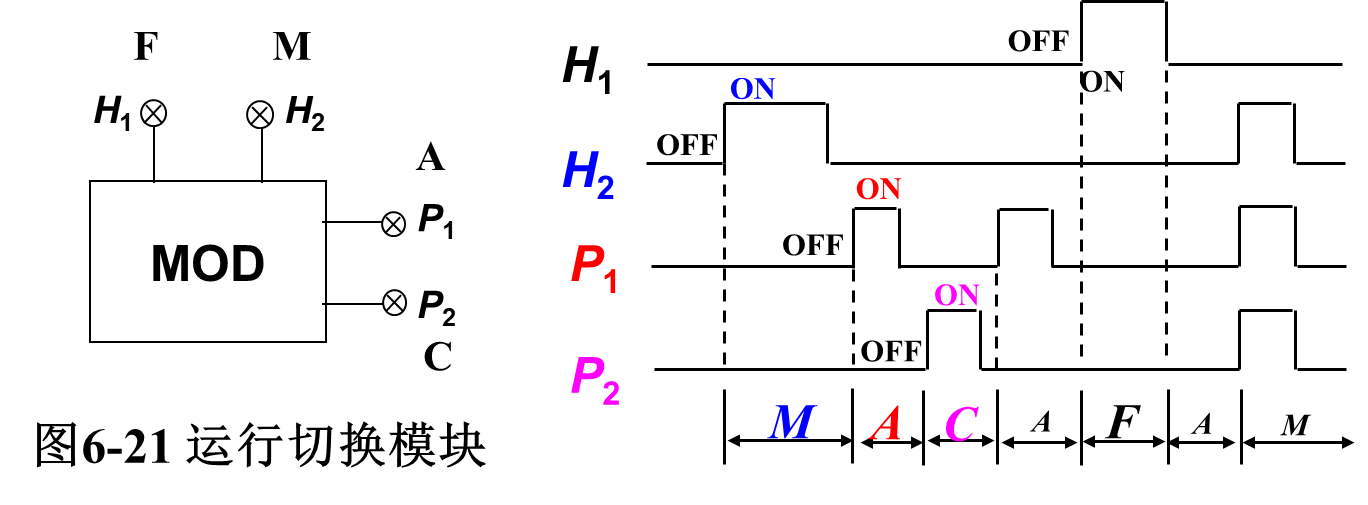 F M
H1 H2
A
P1
MOD
P2
C
图6-21 运行切换模块
OFF
H1
ON
ON
OFF
H2
ON
OFF
P1
ON
OFF
P2
M A C A F A M